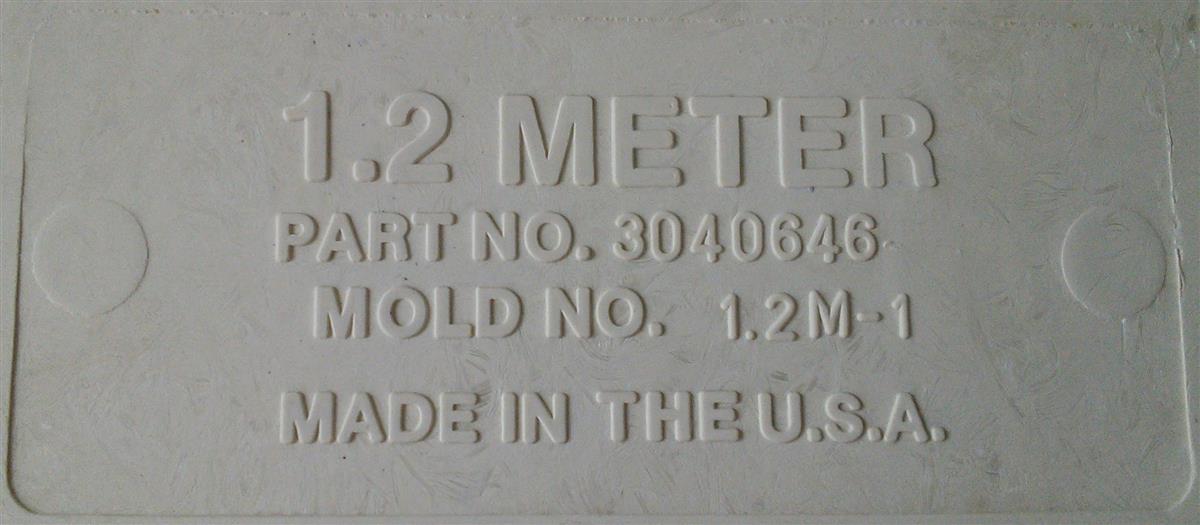 1.2 METER
PART NO. 3040646
MOLD NO. 1.2M-1
MADE IN THE U.S.A.